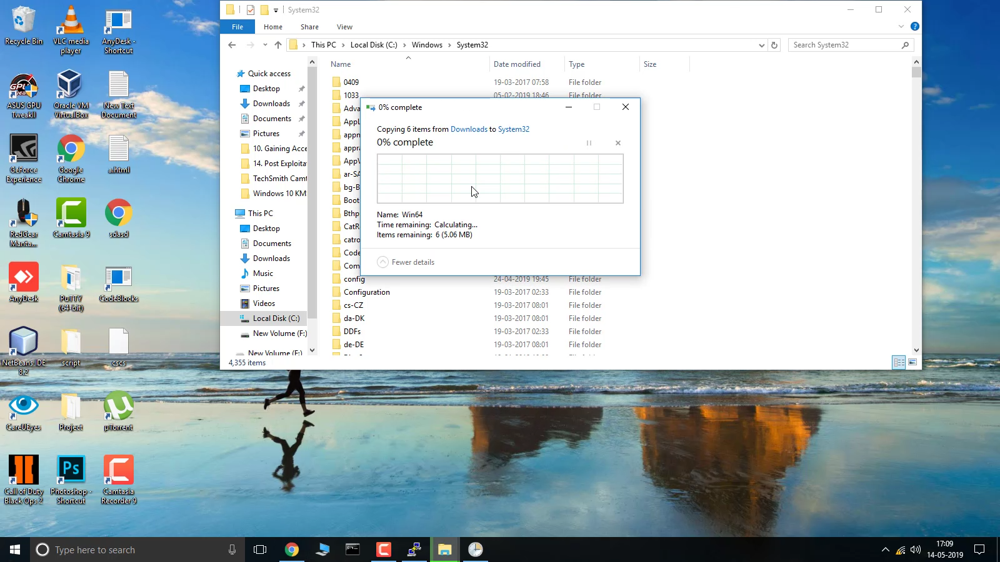 Recycle Bin
VLC media
player
AnyDesk -
Shortcut
ASUS GPU
TweakII
Oracle VM
VirtualBox
New Text
Document
GeForce
Experience
Google
Chrome
a.html
RedGear
Manta...
Camtasia 9
sdasd
AnyDesk
PuTTY
(64-bit)
CodeBlocks
NetBeans IDE
8.2
script
cscs
CareUEyes
Project
µTorrent
Call of Duty
Black Ops 2
Ps
Photoshop -
Shortcut
Camtasia
Recorder 9
System32
File
Home
Share
View
This PC
Local Disk (C:)
Windows
System32
Search System32
Name
Date modified
Type
Size
Quick access
Desktop
Downloads
Documents
Pictures
10. Gaining Acce
14. Post Exploita
TechSmith Camt
Windows 10 KM
This PC
Desktop
Documents
Downloads
Music
Pictures
Videos
Local Disk (C:)
New Volume (F:)
New Volume (F:)
0409 19-03-2017 07:58 File folder
1033 05-02-2019 18:46 File folder
Adva
AppL
appm
appra
AppV
ar-SA
bg-B
Boot
Bthp
CatR
catro
Code
Com
config 24-04-2019 19:45 File folder
Configuration 19-03-2017 02:33 File folder
cs-CZ 19-03-2017 08:01 File folder
da-DK 19-03-2017 08:01 File folder
DDFs 19-03-2017 02:33 File folder
de-DE 19-03-2017 08:01 File folder
4,355 items
0% complete
Copying 6 items from Downloads to System32
0% complete
Name: Win64
Time remaining: Calculating...
Items remaining: 6 (5.06 MB)
Fewer details
Type here to search
17:09
14-05-2019